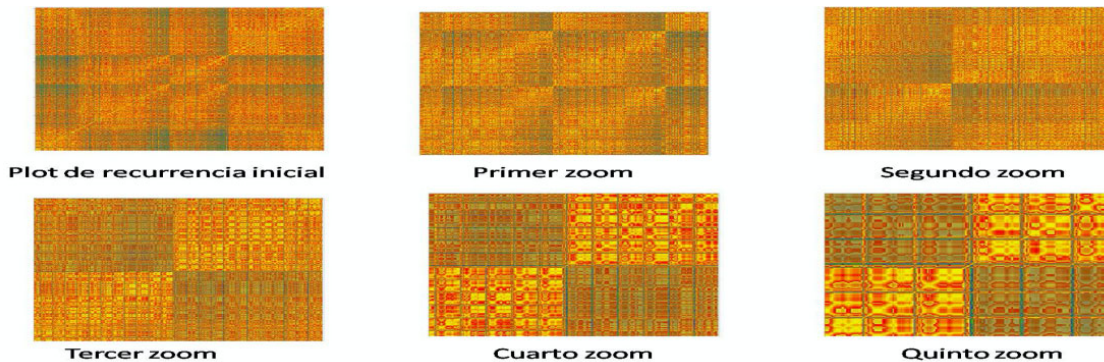 Plot de recurrencia inicial
Primer zoom
Segundo zoom
Tercer zoom
Cuarto zoom
Quinto zoom